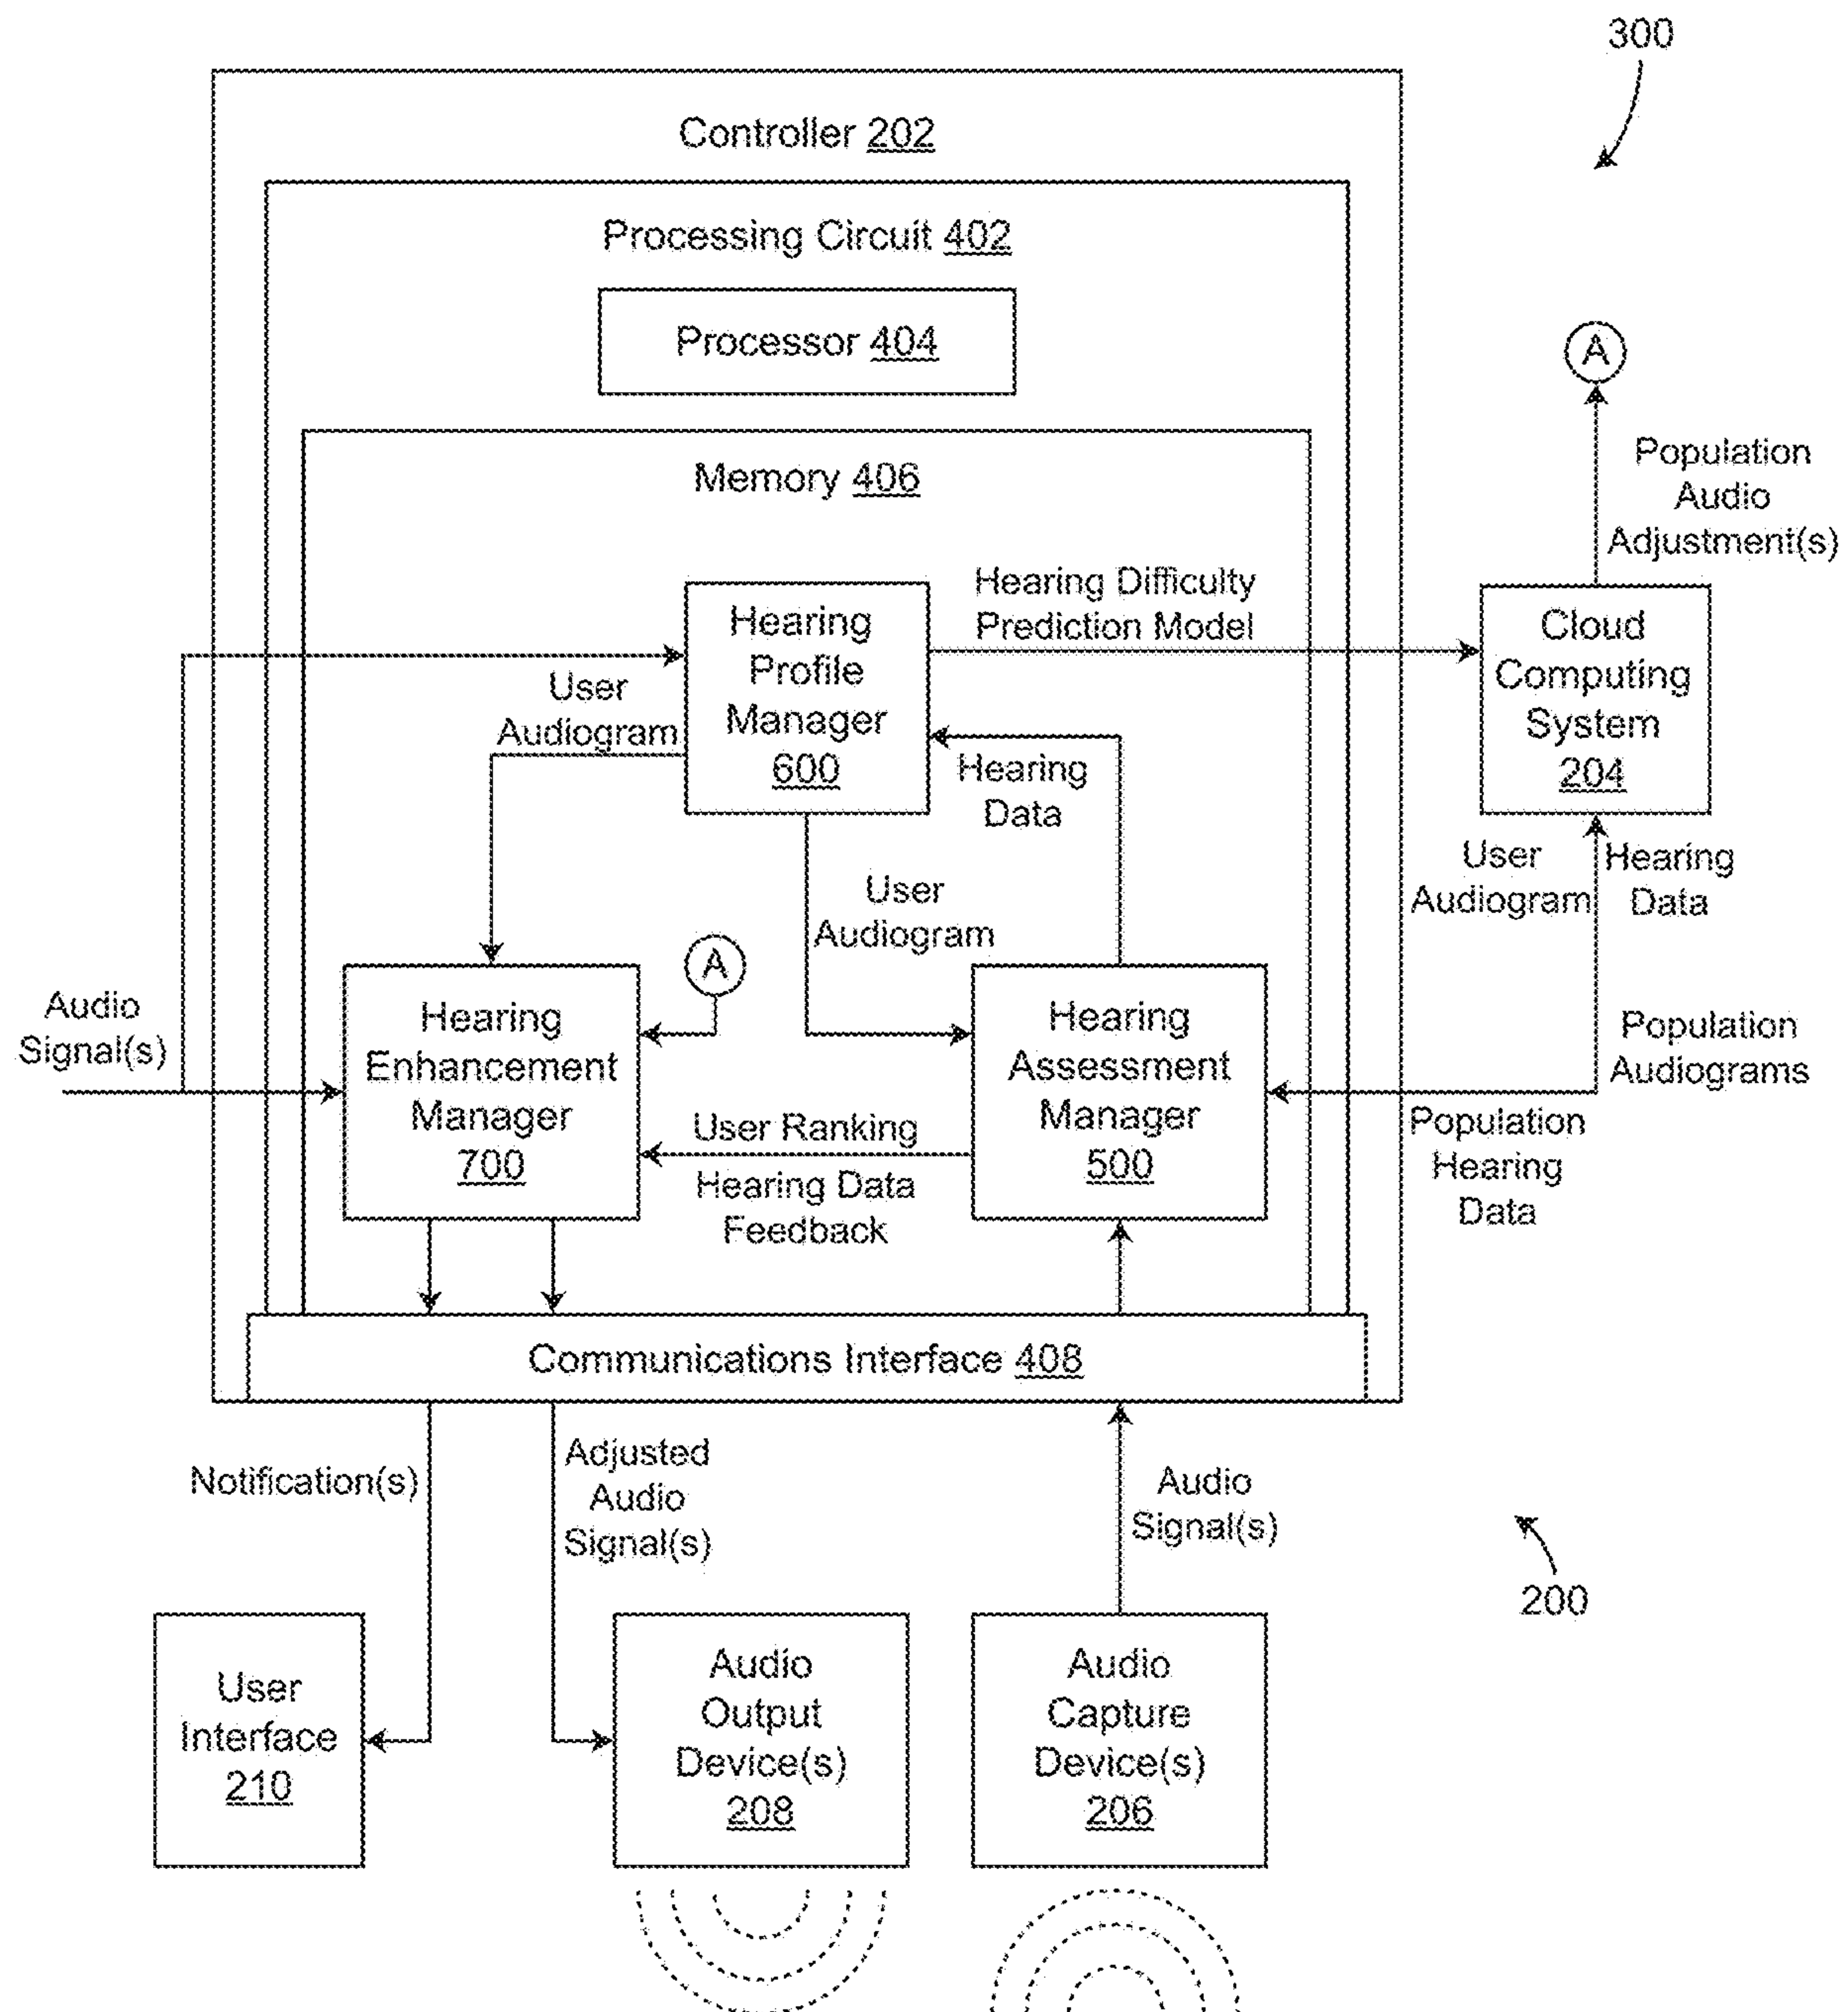 300
Controller 202
Processing Circuit 402
Processor 404
A
Memory 406
Population
Audio
Adjustment(s)
Hearing Difficulty
Prediction Model
Hearing
Profile
Manager
600
Cloud
Computing
System
204
User
Audiogram
Hearing
Data
User
Audiogram
Hearing
Data
User
Audiogram
A
Audio
Signal(s)
Hearing
Enhancement
Manager
700
Hearing
Assessment
Manager
500
Population
Audiograms
User Ranking
Hearing Data
Feedback
Population
Hearing
Data
Communications Interface 408
Notification(s)
Adjusted
Audio
Signal(s)
Audio
Signal(s)
200
User
Interface
210
Audio
Output
Device(s)
208
Audio
Capture
Device(s)
206